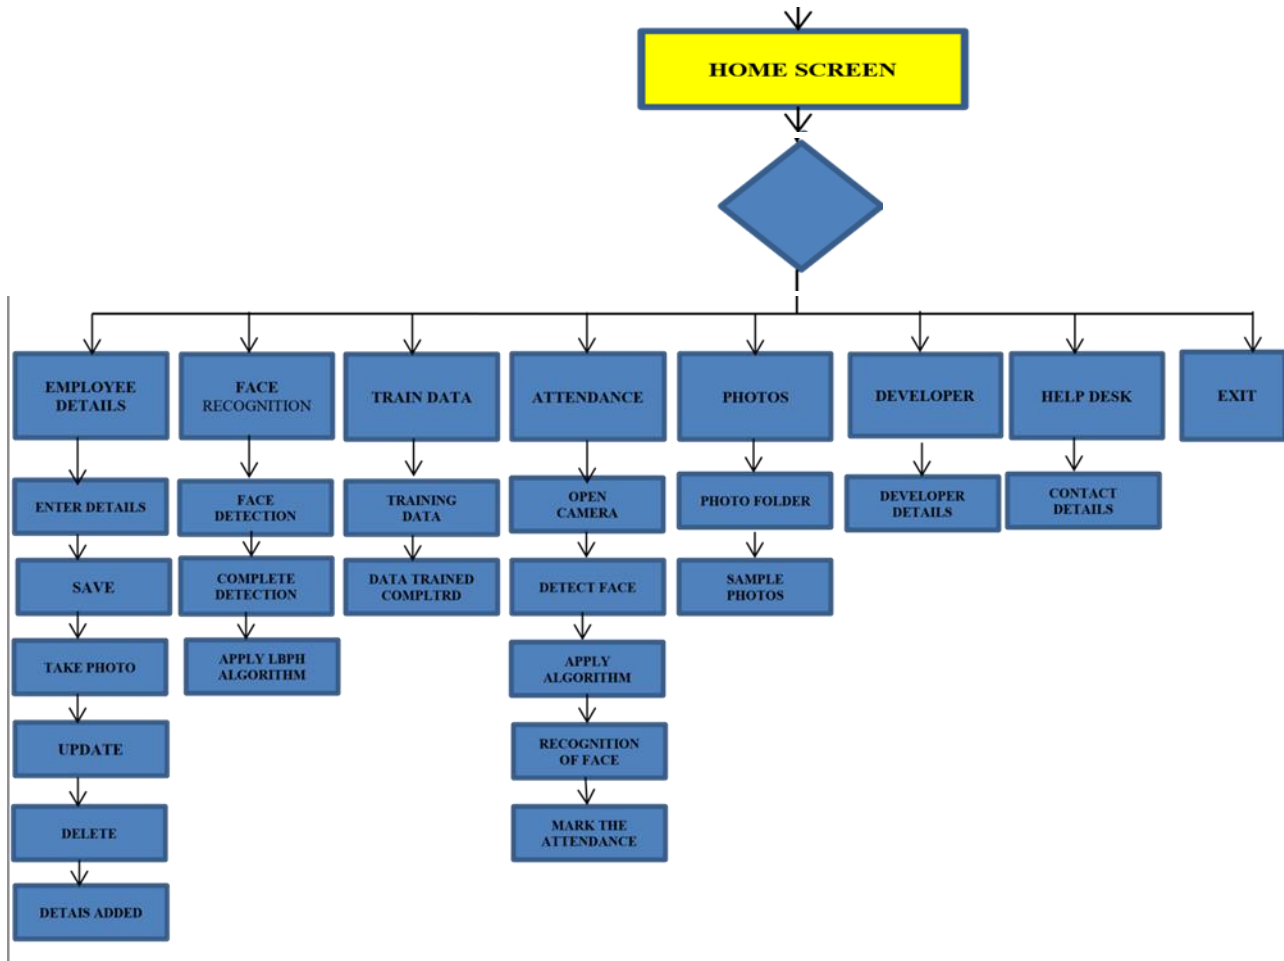 HOME SCREEN
EMPLOYEE
DETAILS
FACE
RECOGNITION
TRAIN DATA
ATTENDANCE
PHOTOS
DEVELOPER
HELP DESK
EXIT
ENTER DETAILS
FACE
DETECTION
TRAINING
DATA
OPEN
CAMERA
PHOTO FOLDER
DEVELOPER
DETAILS
CONTACT
DETAILS
SAVE
COMPLETE
DETECTION
DATA TRAINED
COMPLTRD
DETECT FACE
SAMPLE
PHOTOS
TAKE PHOTO
APPLY LBPH
ALGORITHM
APPLY
ALGORITHM
UPDATE
RECOGNITION
OF FACE
DELETE
MARK THE
ATTENDANCE
DETAIS ADDED